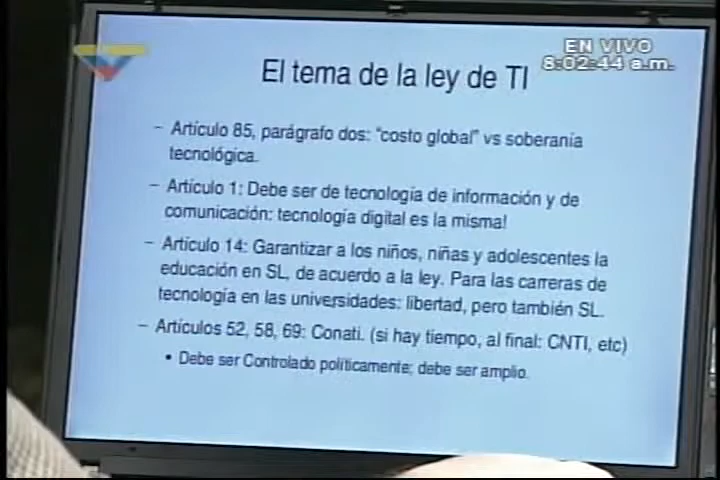 EN VIVO
8:02:44 a.m.
El tema de la ley de TI
– Artículo 85, parágrafo dos: “costo global” vs soberanía
tecnológica.
– Artículo 1: Debe ser de tecnología de información y de
comunicación: tecnología digital es la misma!
– Artículo 14: Garantizar a los niños, niñas y adolescentes la
educación en SL, de acuerdo a la ley. Para las carreras de
tecnología en las universidades: libertad, pero también SL.
– Artículos 52, 58, 69: Conati. (si hay tiempo, al final: CNTI, etc)
• Debe ser Controlado políticamente; debe ser amplio.